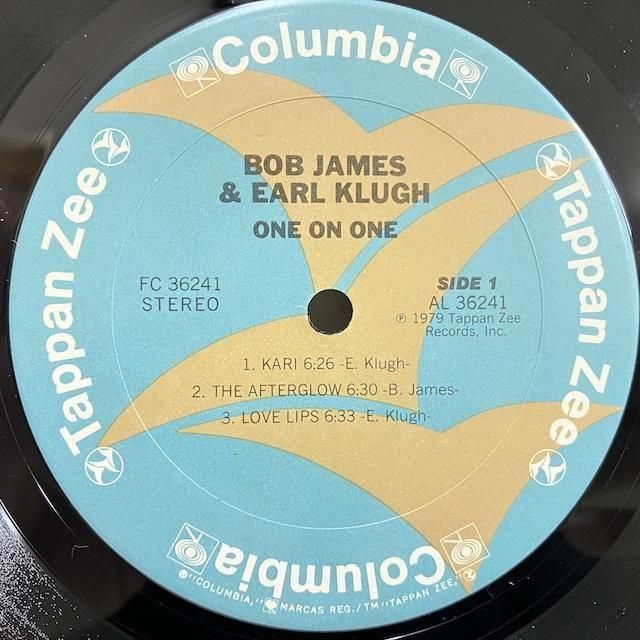 Columbia
BOB JAMES
& EARL KLUGH
ONE ON ONE
Tappan Zee
Tappan Zee
FC 36241
STEREO
SIDE 1
AL 36241
℗ 1979 Tappan Zee
Records, Inc.
1. KARI 6:26 -E. Klugh-
2. THE AFTERGLOW 6:30 -B. James-
3. LOVE LIPS 6:33 -E. Klugh-
Columbia
® "COLUMBIA," MARCAS REG./TM "TAPPAN ZEE,"